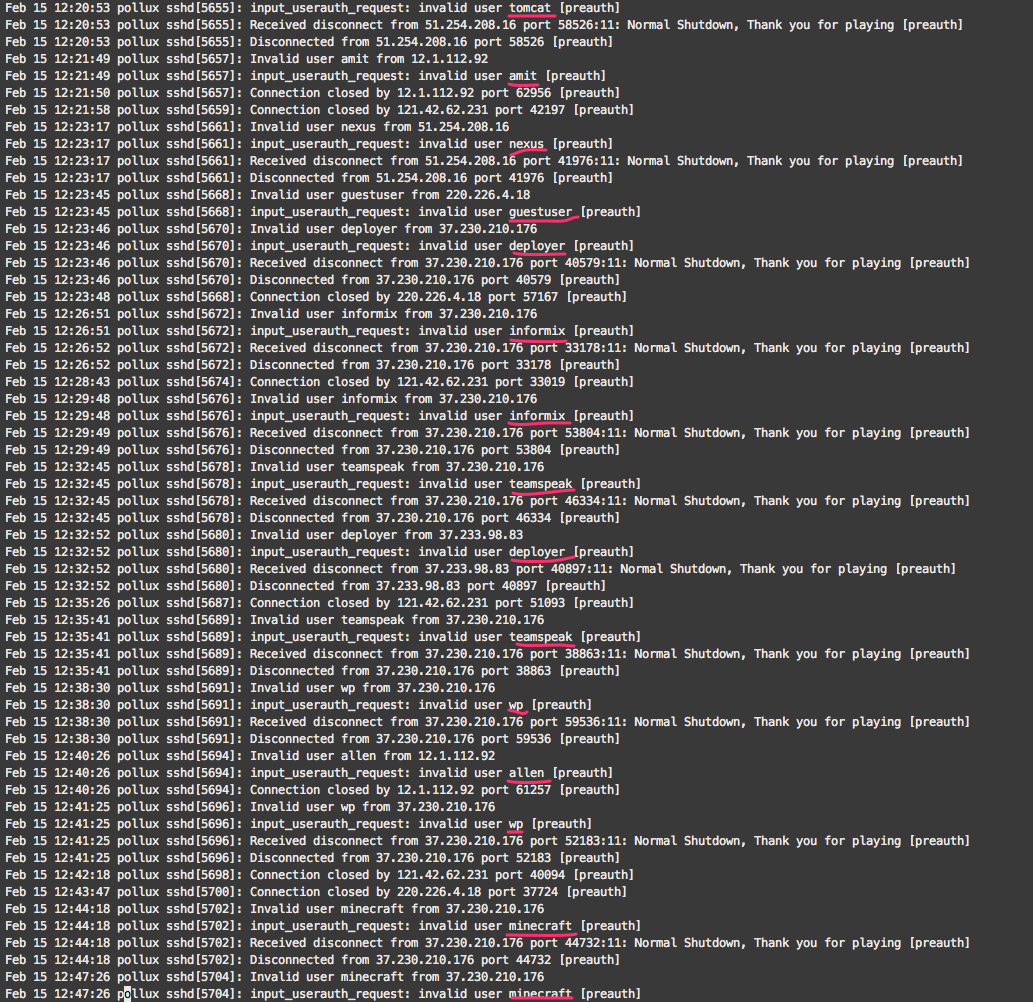 Feb 15 12:20:53 pollux sshd[5655]: input_userauth_request: invalid user tomcat [preauth]
Feb 15 12:20:53 pollux sshd[5655]: Received disconnect from 51.254.208.16 port 58526:11: Normal Shutdown, Thank you for playing [preauth]
Feb 15 12:20:53 pollux sshd[5655]: Disconnected from 51.254.208.16 port 58526 [preauth]
Feb 15 12:21:49 pollux sshd[5657]: Invalid user amit from 12.1.112.92
Feb 15 12:21:49 pollux sshd[5657]: input_userauth_request: invalid user amit [preauth]
Feb 15 12:21:50 pollux sshd[5657]: Connection closed by 12.1.112.92 port 62956 [preauth]
Feb 15 12:21:58 pollux sshd[5659]: Connection closed by 121.42.62.231 port 42197 [preauth]
Feb 15 12:23:17 pollux sshd[5661]: Invalid user nexus from 51.254.208.16
Feb 15 12:23:17 pollux sshd[5661]: input_userauth_request: invalid user nexus [preauth]
Feb 15 12:23:17 pollux sshd[5661]: Received disconnect from 51.254.208.16 port 41976:11: Normal Shutdown, Thank you for playing [preauth]
Feb 15 12:23:17 pollux sshd[5661]: Disconnected from 51.254.208.16 port 41976 [preauth]
Feb 15 12:23:45 pollux sshd[5668]: Invalid user guestuser from 220.226.4.18
Feb 15 12:23:45 pollux sshd[5668]: input_userauth_request: invalid user guestuser [preauth]
Feb 15 12:23:46 pollux sshd[5670]: Invalid user deployer from 37.230.210.176
Feb 15 12:23:46 pollux sshd[5670]: input_userauth_request: invalid user deployer [preauth]
Feb 15 12:23:46 pollux sshd[5670]: Received disconnect from 37.230.210.176 port 40579:11: Normal Shutdown, Thank you for playing [preauth]
Feb 15 12:23:46 pollux sshd[5670]: Disconnected from 37.230.210.176 port 40579 [preauth]
Feb 15 12:23:48 pollux sshd[5668]: Connection closed by 220.226.4.18 port 57167 [preauth]
Feb 15 12:26:51 pollux sshd[5672]: Invalid user informix from 37.230.210.176
Feb 15 12:26:51 pollux sshd[5672]: input_userauth_request: invalid user informix [preauth]
Feb 15 12:26:52 pollux sshd[5672]: Received disconnect from 37.230.210.176 port 33178:11: Normal Shutdown, Thank you for playing [preauth]
Feb 15 12:26:52 pollux sshd[5672]: Disconnected from 37.230.210.176 port 33178 [preauth]
Feb 15 12:28:43 pollux sshd[5674]: Connection closed by 121.42.62.231 port 33019 [preauth]
Feb 15 12:29:48 pollux sshd[5676]: Invalid user informix from 37.230.210.176
Feb 15 12:29:48 pollux sshd[5676]: input_userauth_request: invalid user informix [preauth]
Feb 15 12:29:49 pollux sshd[5676]: Received disconnect from 37.230.210.176 port 53804:11: Normal Shutdown, Thank you for playing [preauth]
Feb 15 12:29:49 pollux sshd[5676]: Disconnected from 37.230.210.176 port 53804 [preauth]
Feb 15 12:32:45 pollux sshd[5678]: Invalid user teamspeak from 37.230.210.176
Feb 15 12:32:45 pollux sshd[5678]: input_userauth_request: invalid user teamspeak [preauth]
Feb 15 12:32:45 pollux sshd[5678]: Received disconnect from 37.230.210.176 port 46334:11: Normal Shutdown, Thank you for playing [preauth]
Feb 15 12:32:45 pollux sshd[5678]: Disconnected from 37.230.210.176 port 46334 [preauth]
Feb 15 12:32:52 pollux sshd[5680]: Invalid user deployer from 37.233.98.83
Feb 15 12:32:52 pollux sshd[5680]: input_userauth_request: invalid user deployer [preauth]
Feb 15 12:32:52 pollux sshd[5680]: Received disconnect from 37.233.98.83 port 40897:11: Normal Shutdown, Thank you for playing [preauth]
Feb 15 12:32:52 pollux sshd[5680]: Disconnected from 37.233.98.83 port 40897 [preauth]
Feb 15 12:35:26 pollux sshd[5687]: Connection closed by 121.42.62.231 port 51093 [preauth]
Feb 15 12:35:41 pollux sshd[5689]: Invalid user teamspeak from 37.230.210.176
Feb 15 12:35:41 pollux sshd[5689]: input_userauth_request: invalid user teamspeak [preauth]
Feb 15 12:35:41 pollux sshd[5689]: Received disconnect from 37.230.210.176 port 38863:11: Normal Shutdown, Thank you for playing [preauth]
Feb 15 12:35:41 pollux sshd[5689]: Disconnected from 37.230.210.176 port 38863 [preauth]
Feb 15 12:38:30 pollux sshd[5691]: Invalid user wp from 37.230.210.176
Feb 15 12:38:30 pollux sshd[5691]: input_userauth_request: invalid user wp [preauth]
Feb 15 12:38:30 pollux sshd[5691]: Received disconnect from 37.230.210.176 port 59536:11: Normal Shutdown, Thank you for playing [preauth]
Feb 15 12:38:30 pollux sshd[5691]: Disconnected from 37.230.210.176 port 59536 [preauth]
Feb 15 12:40:26 pollux sshd[5694]: Invalid user allen from 12.1.112.92
Feb 15 12:40:26 pollux sshd[5694]: input_userauth_request: invalid user allen [preauth]
Feb 15 12:40:26 pollux sshd[5694]: Connection closed by 12.1.112.92 port 61257 [preauth]
Feb 15 12:41:25 pollux sshd[5696]: Invalid user wp from 37.230.210.176
Feb 15 12:41:25 pollux sshd[5696]: input_userauth_request: invalid user wp [preauth]
Feb 15 12:41:25 pollux sshd[5696]: Received disconnect from 37.230.210.176 port 52183:11: Normal Shutdown, Thank you for playing [preauth]
Feb 15 12:41:25 pollux sshd[5696]: Disconnected from 37.230.210.176 port 52183 [preauth]
Feb 15 12:42:18 pollux sshd[5698]: Connection closed by 121.42.62.231 port 40094 [preauth]
Feb 15 12:43:47 pollux sshd[5700]: Connection closed by 220.226.4.18 port 37724 [preauth]
Feb 15 12:44:18 pollux sshd[5702]: Invalid user minecraft from 37.230.210.176
Feb 15 12:44:18 pollux sshd[5702]: input_userauth_request: invalid user minecraft [preauth]
Feb 15 12:44:18 pollux sshd[5702]: Received disconnect from 37.230.210.176 port 44732:11: Normal Shutdown, Thank you for playing [preauth]
Feb 15 12:44:18 pollux sshd[5702]: Disconnected from 37.230.210.176 port 44732 [preauth]
Feb 15 12:47:26 pollux sshd[5704]: Invalid user minecraft from 37.230.210.176
Feb 15 12:47:26 pollux sshd[5704]: input_userauth_request: invalid user minecraft [preauth]